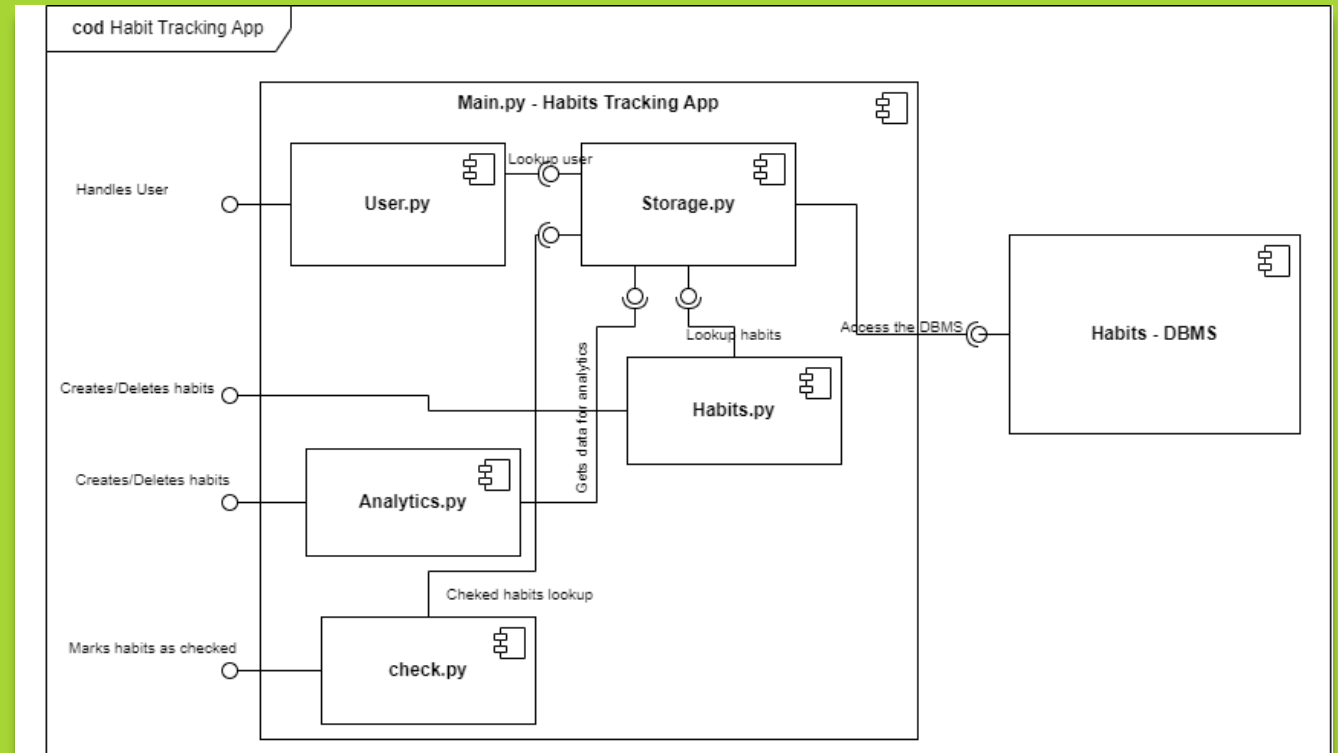 cod Habit Tracking App
Main.py - Habits Tracking App
Lookup user
Handles User
User.py
Storage.py
Access the DBMS
Habits - DBMS
Lookup habits
Gets data for analytics
Creates/Deletes habits
Habits.py
Creates/Deletes habits
Analytics.py
Cheked habits lookup
Marks habits as checked
check.py